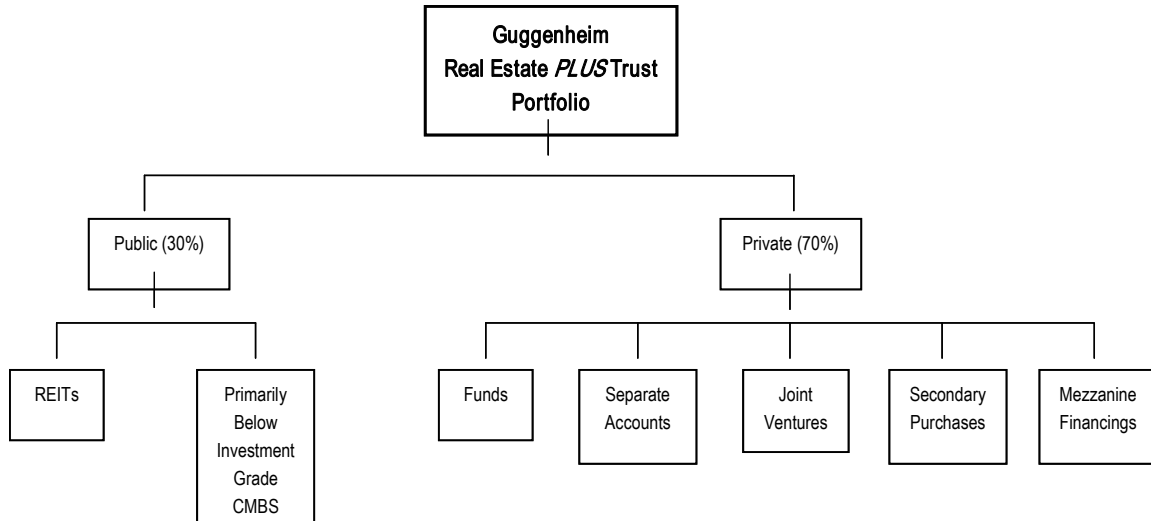 Guggenheim
Real Estate PLUS Trust
Portfolio
Public (30%)
Private (70%)
REITs
Primarily
Below
Investment
Grade
CMBS
Funds
Separate
Accounts
Joint
Ventures
Secondary
Purchases
Mezzanine
Financings